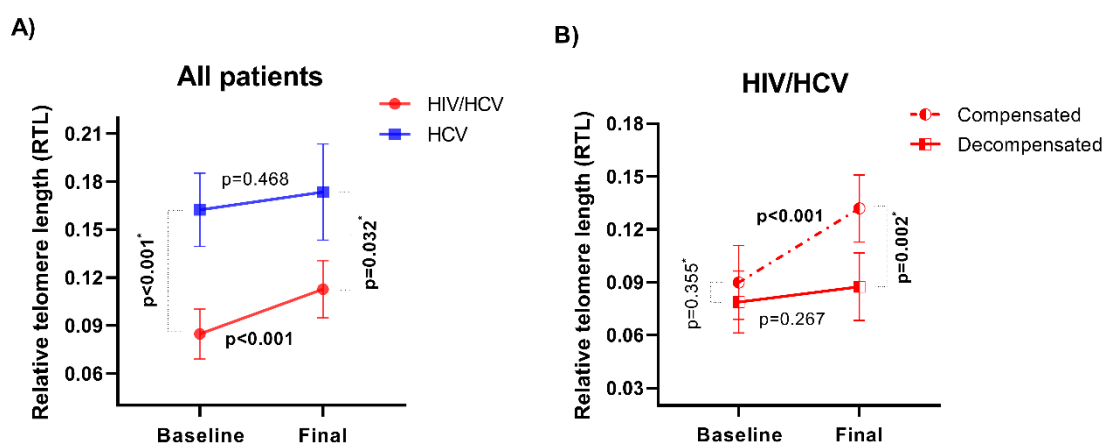 A)
All patients
HIV/HCV
HCV
Relative telomere length (RTL)
0.21
0.18
0.15
0.12
0.09
0.06
p=0.468
p<0.001*
p=0.032*
p<0.001
Baseline
Final
B)
HIV/HCV
Compensated
Decompensated
Relative telomere length (RTL)
0.18
0.15
0.12
0.09
0.06
0.03
p<0.001
p=0.002*
p=0.355*
p=0.267
Baseline
Final